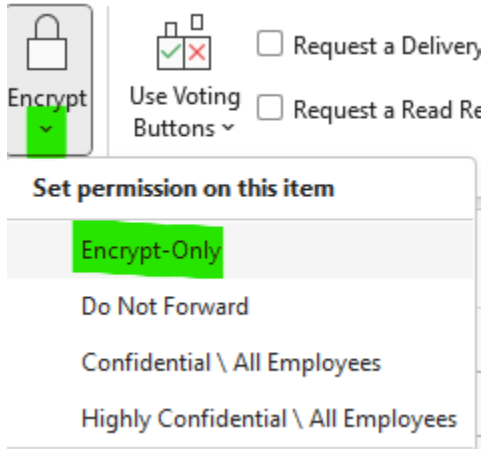 Encrypt
Use Voting
Buttons
Request a Delivery
Request a Read Re
Set permission on this item
Encrypt-Only
Do Not Forward
Confidential \ All Employees
Highly Confidential \ All Employees